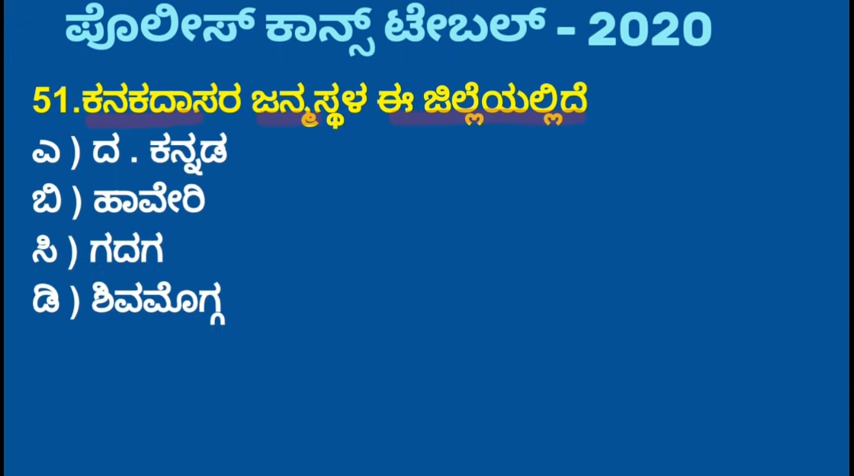 ಪೊಲೀಸ್ ಕಾನ್ಸ್ ಟೇಬಲ್ - 2020
51.ಕನಕದಾಸರ ಜನ್ಮಸ್ಥಳ ಈ ಜಿಲ್ಲೆಯಲ್ಲಿದೆ
ಎ ) ದ . ಕನ್ನಡ
ಬಿ ) ಹಾವೇರಿ
ಸಿ ) ಗದಗ
ಡಿ ) ಶಿವಮೊಗ್ಗ